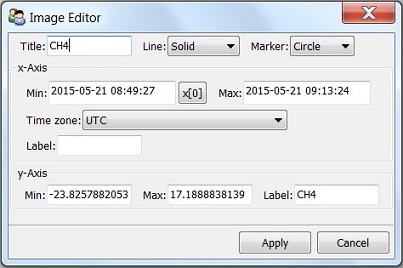 Image Editor
Title: CH4 Line: Solid Marker: Circle
x-Axis
Min: 2015-05-21 08:49:27 x[0] Max: 2015-05-21 09:13:24
Time zone: UTC
Label:
y-Axis
Min: -23.8257882053 Max: 17.1888838139 Label: CH4
Apply Cancel